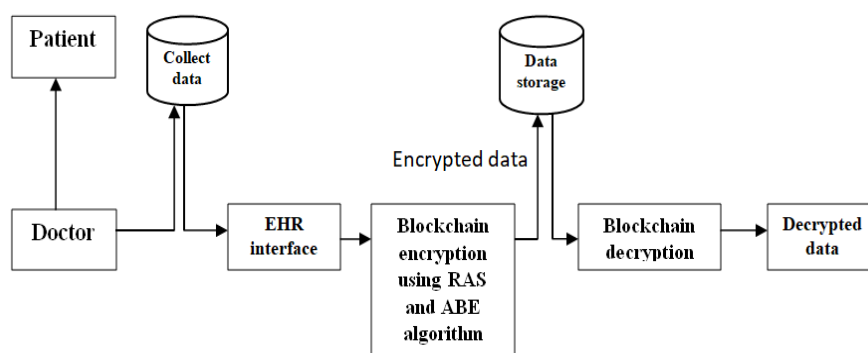 Patient
Collect
data
Data
storage
Encrypted data
Doctor
EHR
interface
Blockchain
encryption
using RAS
and ABE
algorithm
Blockchain
decryption
Decrypted
data